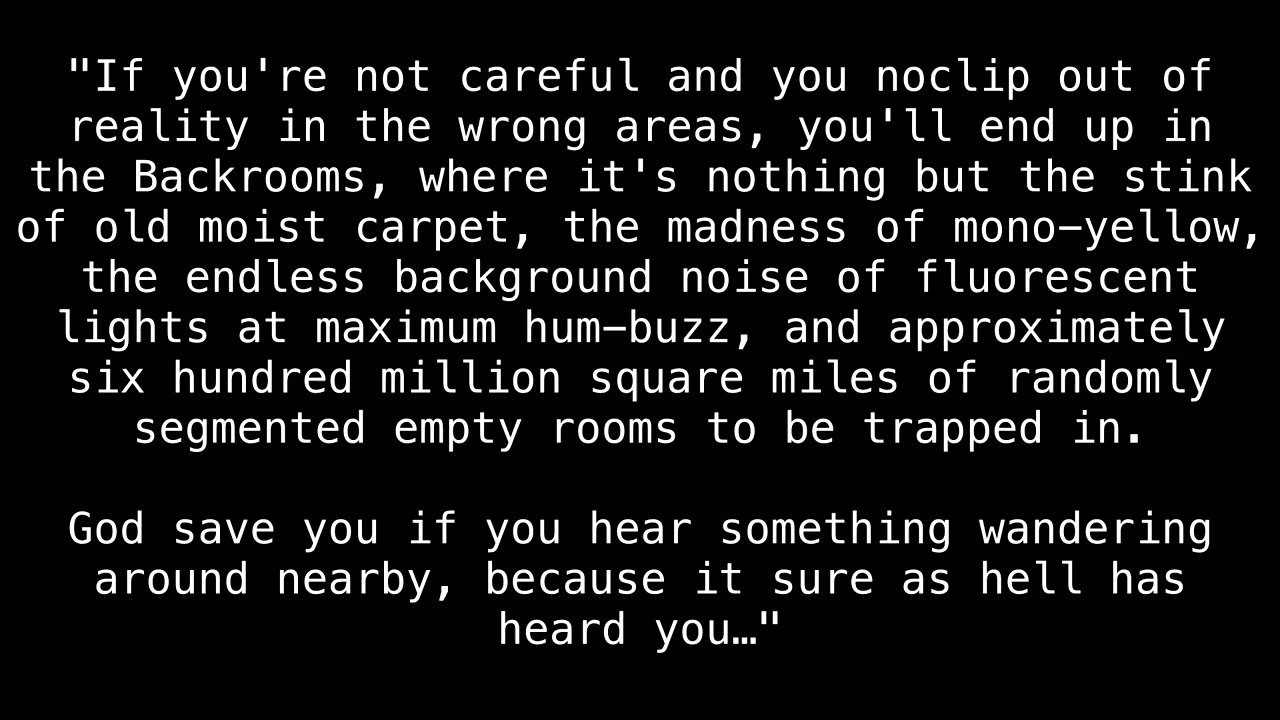 "If you're not careful and you noclip out of
reality in the wrong areas, you'll end up in
the Backrooms, where it's nothing but the stink
of old moist carpet, the madness of mono-yellow,
the endless background noise of fluorescent
lights at maximum hum-buzz, and approximately
six hundred million square miles of randomly
segmented empty rooms to be trapped in.
God save you if you hear something wandering
around nearby, because it sure as hell has
heard you…"